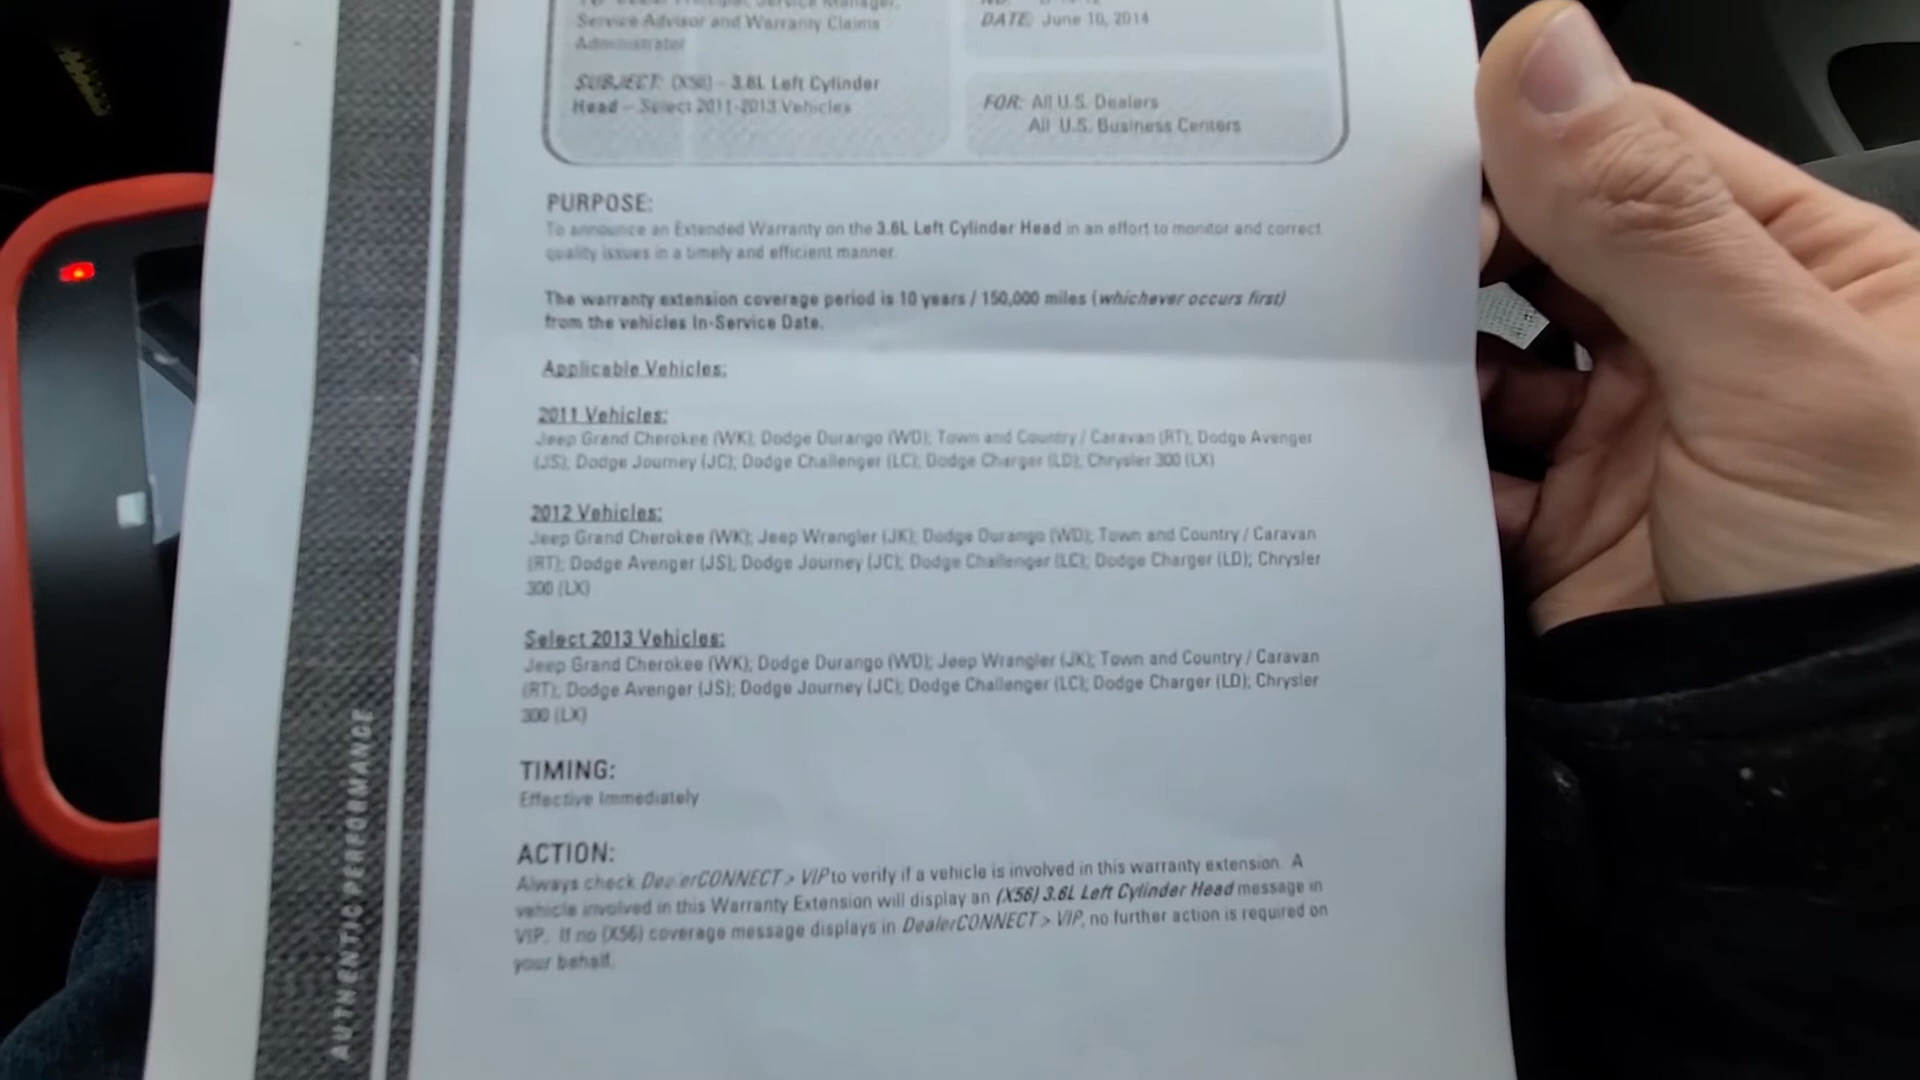 Service Advisor and Warranty Claims
Administrator
DATE: June 10, 2014
SUBJECT: (X56) – 3.6L Left Cylinder
Head – Select 2011-2013 Vehicles
FOR: All U.S. Dealers
All U.S. Business Centers
PURPOSE:
To announce an Extended Warranty on the 3.6L Left Cylinder Head in an effort to monitor and correct
quality issues in a timely and efficient manner.
The warranty extension coverage period is 10 years / 150,000 miles (whichever occurs first)
from the vehicles In-Service Date.
Applicable Vehicles:
2011 Vehicles:
Jeep Grand Cherokee (WK); Dodge Durango (WD); Town and Country / Caravan (RT); Dodge Avenger
(JS); Dodge Journey (JC); Dodge Challenger (LC); Dodge Charger (LD); Chrysler 300 (LX)
2012 Vehicles:
Jeep Grand Cherokee (WK); Jeep Wrangler (JK); Dodge Durango (WD); Town and Country / Caravan
(RT); Dodge Avenger (JS); Dodge Journey (JC); Dodge Challenger (LC); Dodge Charger (LD); Chrysler
300 (LX)
Select 2013 Vehicles:
Jeep Grand Cherokee (WK); Dodge Durango (WD); Jeep Wrangler (JK); Town and Country / Caravan
(RT); Dodge Avenger (JS); Dodge Journey (JC); Dodge Challenger (LC); Dodge Charger (LD); Chrysler
300 (LX)
TIMING:
Effective Immediately
ACTION:
Always check DealerCONNECT > VIP to verify if a vehicle is involved in this warranty extension. A
vehicle involved in this Warranty Extension will display an (X56) 3.6L Left Cylinder Head message in
VIP. If no (X56) coverage message displays in DealerCONNECT > VIP, no further action is required on
your behalf.
AUTHENTIC PERFORMANCE